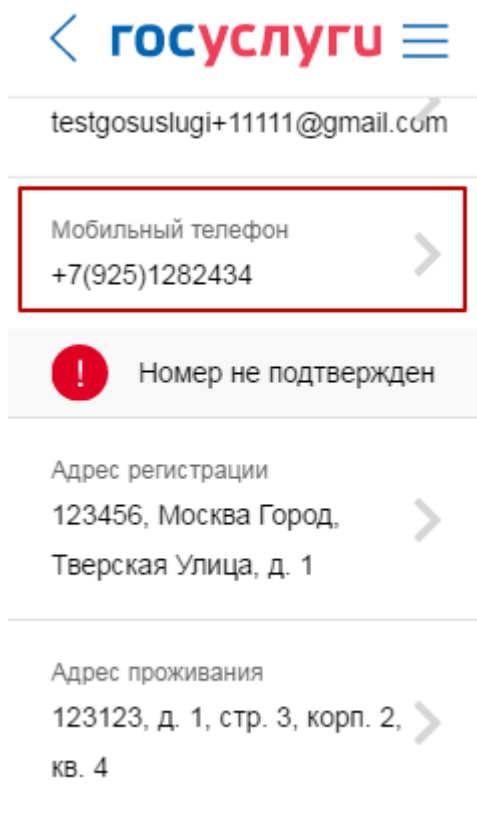 госуслуги
testgosuslugi+11111@gmail.com
Мобильный телефон
+7(925)1282434
! Номер не подтвержден
Адрес регистрации
123456, Москва Город,
Тверская Улица, д. 1
Адрес проживания
123123, д. 1, стр. 3, корп. 2,
кв. 4